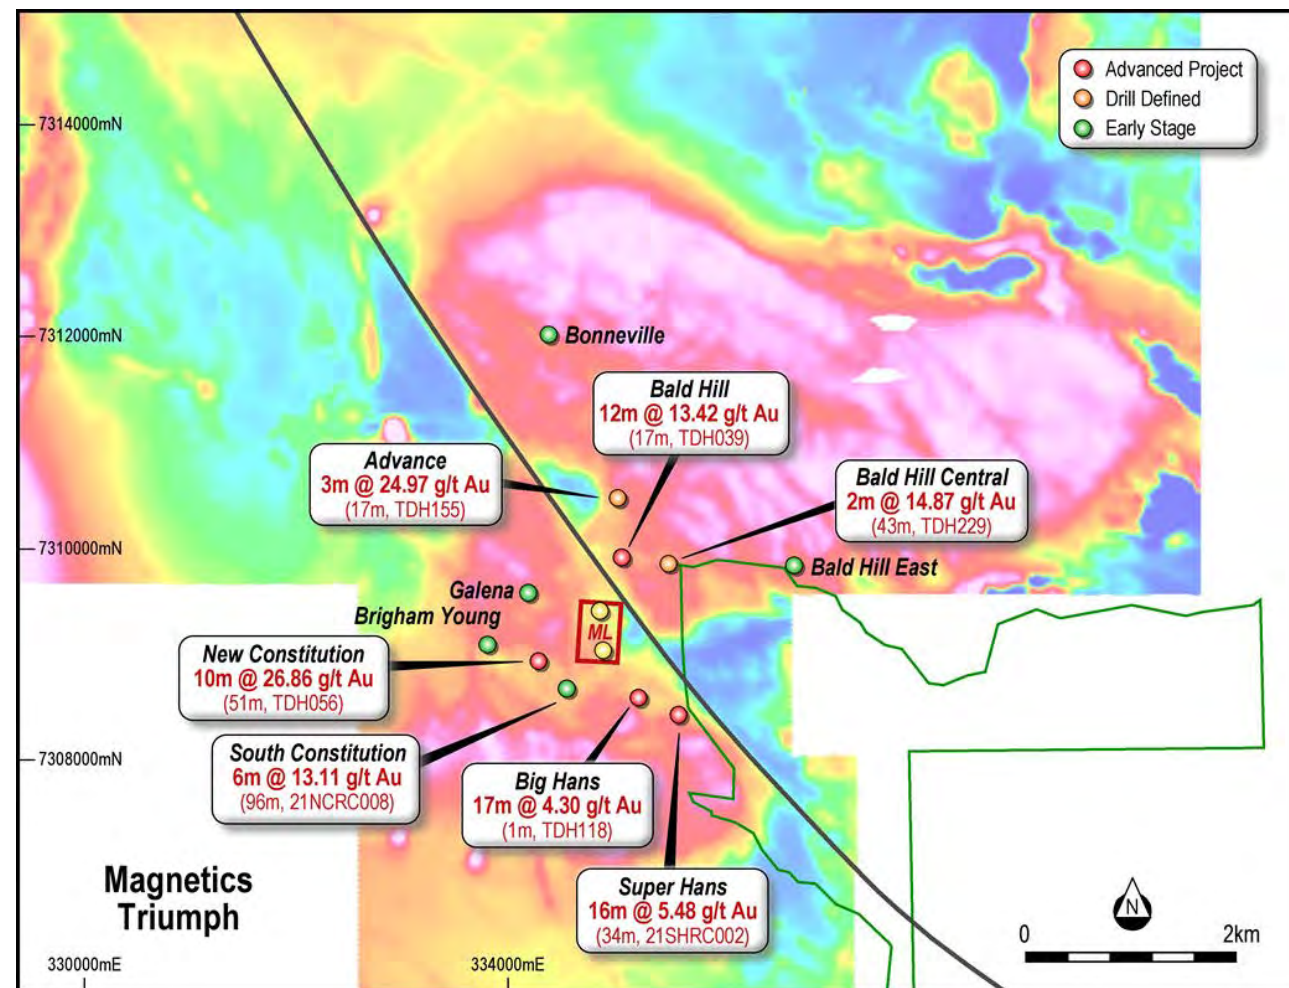 Advanced Project
Drill Defined
Early Stage
7314000mN
7312000mN
Bonneville
Bald Hill
12m @ 13.42 g/t Au
(17m, TDH039)
Advance
3m @ 24.97 g/t Au
(17m, TDH155)
Bald Hill Central
2m @ 14.87 g/t Au
(43m, TDH229)
7310000mN
Bald Hill East
Galena
Brigham Young
ML
New Constitution
10m @ 26.86 g/t Au
(51m, TDH056)
South Constitution
6m @ 13.11 g/t Au
(96m, 21NCRC008)
7308000mN
Big Hans
17m @ 4.30 g/t Au
(1m, TDH118)
Super Hans
16m @ 5.48 g/t Au
(34m, 21SHRC002)
Magnetics
Triumph
N
0 2km
330000mE
334000mE